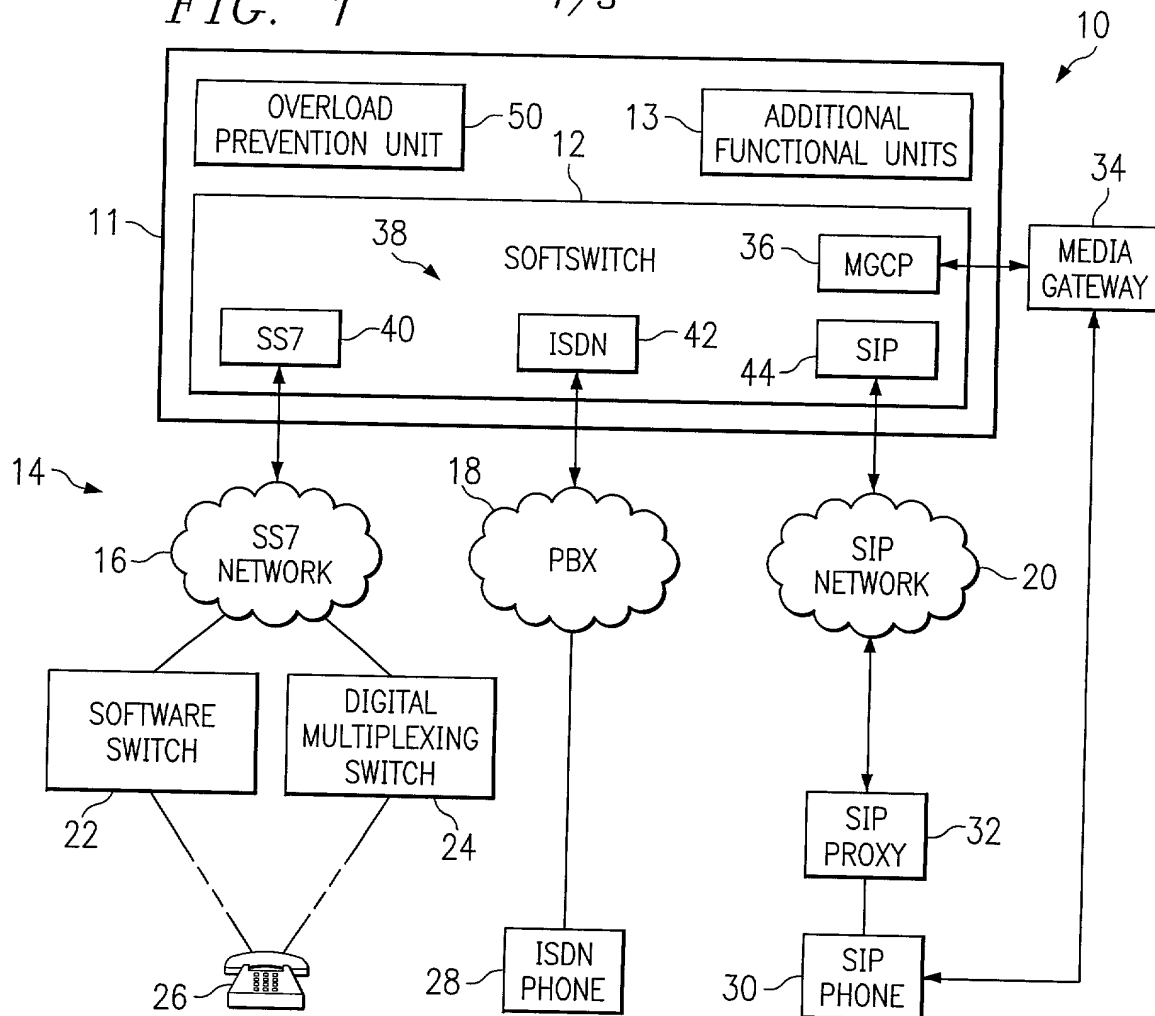 FIG. 1
1/3
10
OVERLOAD
PREVENTION UNIT
50
13
ADDITIONAL
FUNCTIONAL UNITS
12
34
11
38
SOFTSWITCH
36
MGCP
MEDIA
GATEWAY
SS7
40
ISDN
42
44
SIP
14
16
SS7
NETWORK
18
PBX
SIP
NETWORK
20
SOFTWARE
SWITCH
DIGITAL
MULTIPLEXING
SWITCH
22
24
SIP
PROXY
32
26
28
ISDN
PHONE
30
SIP
PHONE